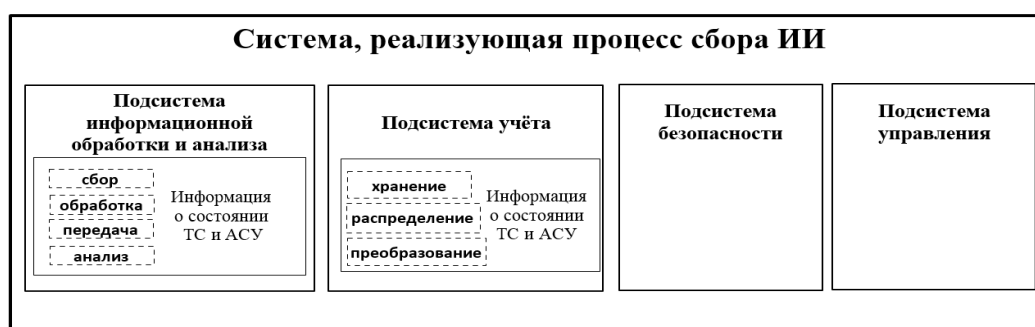 Система, реализующая процесс сбора ИИ
Подсистема
информационной
обработки и анализа
сбор
обработка
передача
анализ
Информация
о состоянии
ТС и АСУ
Подсистема учёта
хранение
распределение
преобразование
Информация
о состоянии
ТС и АСУ
Подсистема
безопасности
Подсистема
управления